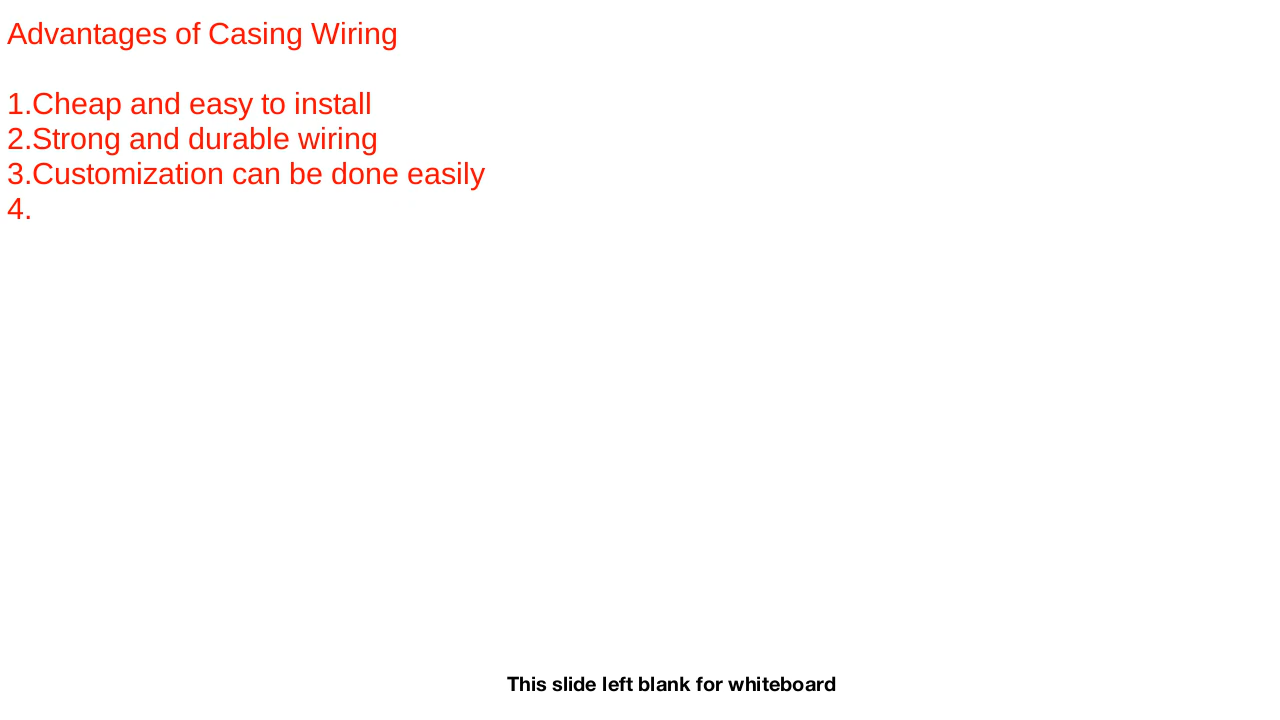 Advantages of Casing Wiring
1.Cheap and easy to install
2.Strong and durable wiring
3.Customization can be done easily
4.
This slide left blank for whiteboard